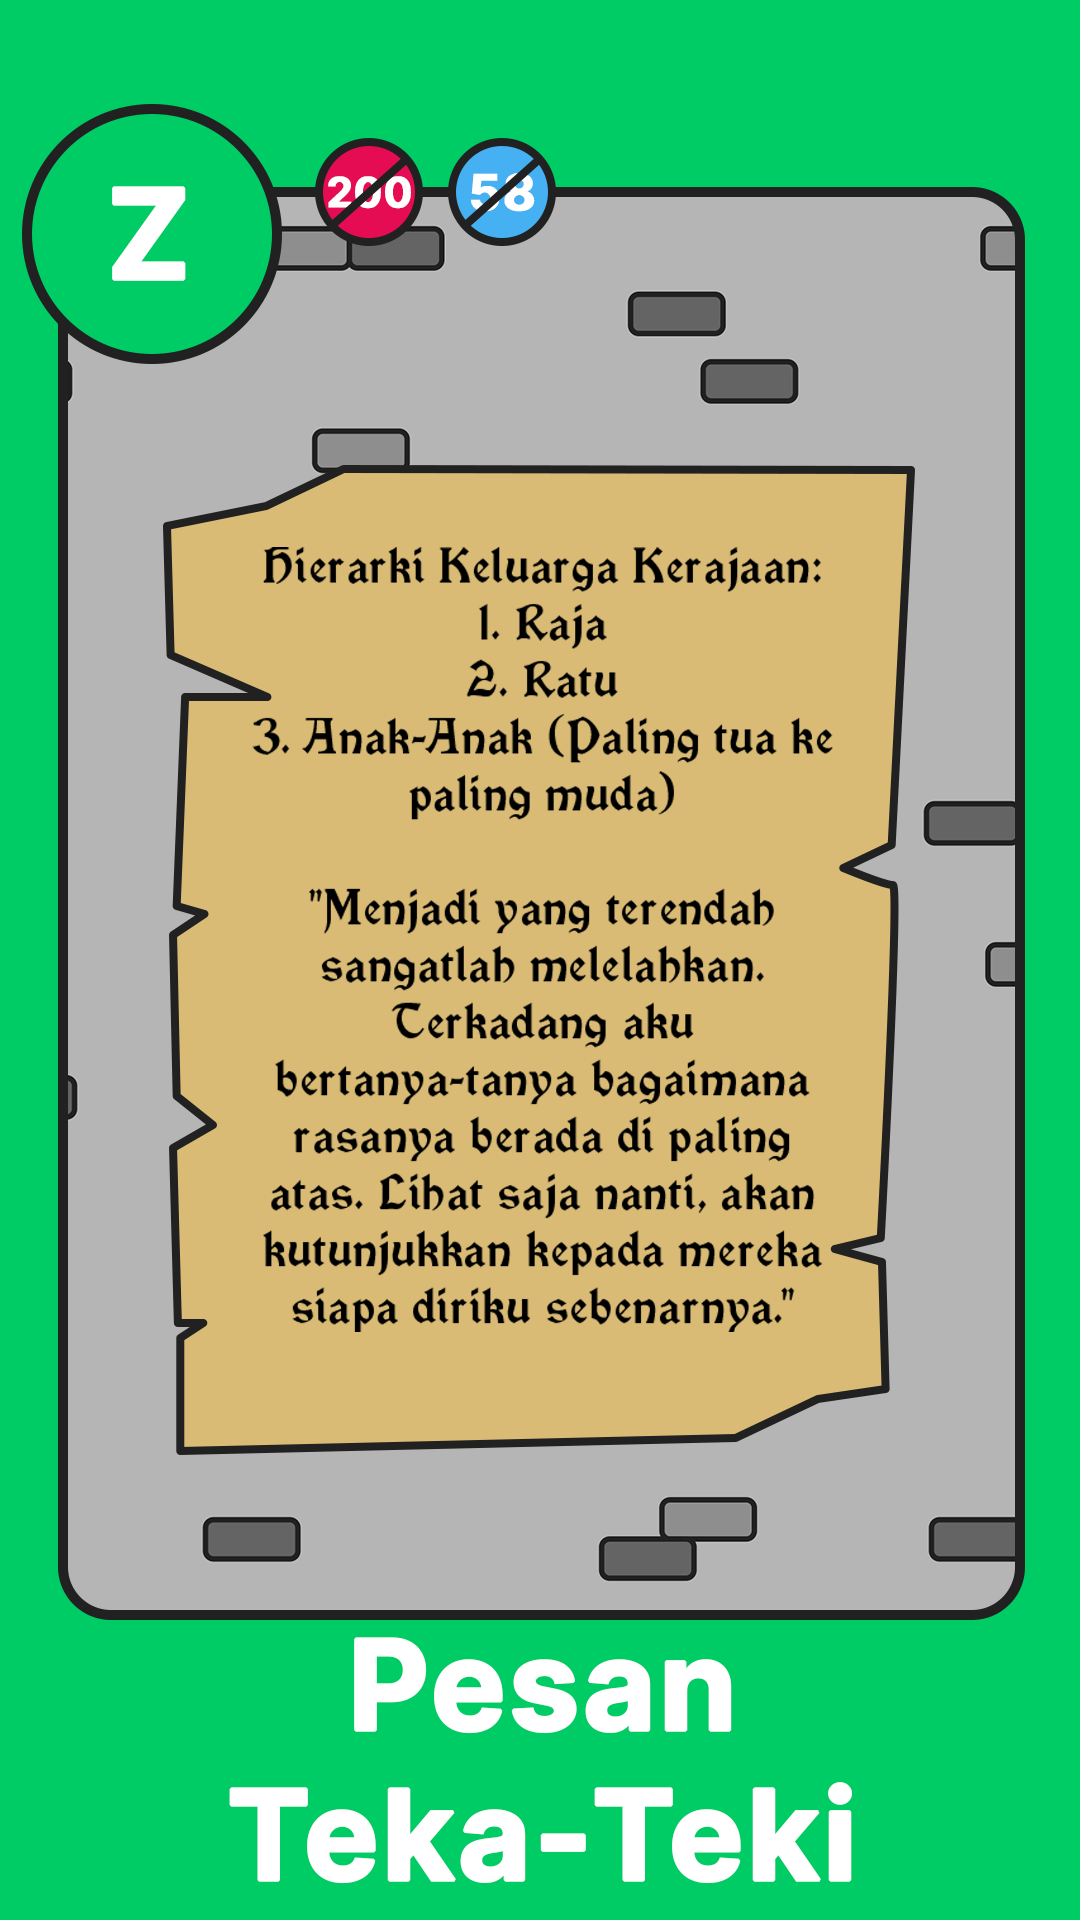 Z
200
58
Hierarki Keluarga Kerajaan:
1. Raja
2. Ratu
3. Anak-Anak (Paling tua ke
paling muda)
"Menjadi yang terendah
sangatlah melelahkan.
Terkadang aku
bertanya-tanya bagaimana
rasanya berada di paling
atas. Lihat saja nanti, akan
kutunjukkan kepada mereka
siapa diriku sebenarnya."
Pesan
Teka-Teki